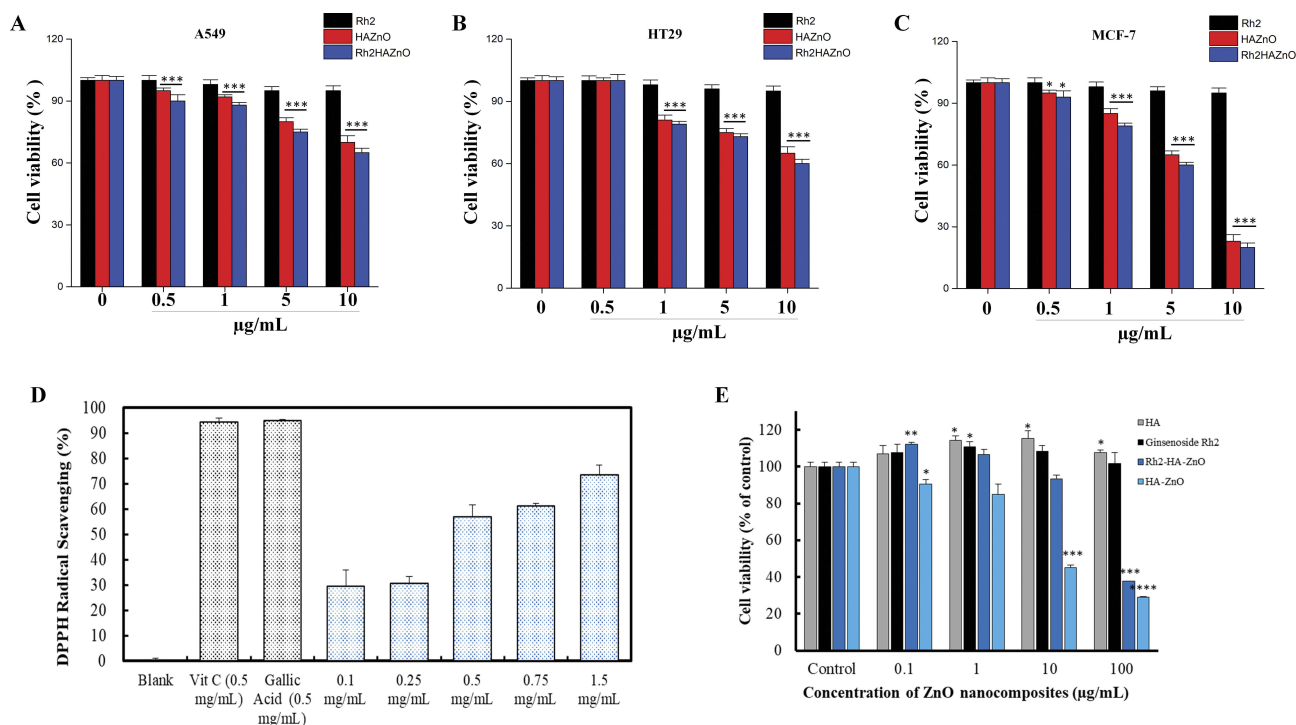 A
A549
Rh2
HAZnO
Rh2HAZnO
120
90
60
30
0
Cell viability (% )
***
***
***
***
0 0.5 1 5 10
µg/mL
B
HT29
Rh2
HAZnO
Rh2HAZnO
120
90
60
30
0
Cell viability (% )
***
***
***
0 0.5 1 5 10
µg/mL
C
MCF-7
Rh2
HAZnO
Rh2HAZnO
120
90
60
30
0
Cell viability (% )
* *
***
***
***
0 0.5 1 5 10
µg/mL
D
DPPH Radical Scavenging (%)
100
90
80
70
60
50
40
30
20
10
0
Blank
Vit C (0.5
mg/mL)
Gallic
Acid (0.5
mg/mL)
0.1
mg/mL
0.25
mg/mL
0.5
mg/mL
0.75
mg/mL
1.5
mg/mL
E
HA
Ginsenoside Rh2
Rh2-HA-ZnO
HA-ZnO
Cell viability (% of control)
120
100
80
60
40
20
0
**
*
*
*
*
***
*
***
****
Control 0.1 1 10 100
Concentration of ZnO nanocomposites (µg/mL)